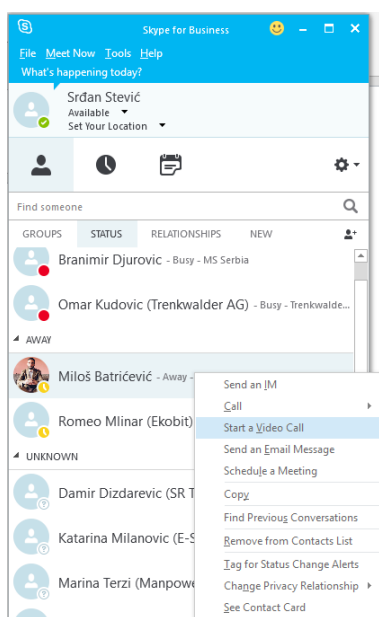 Skype for Business
File Meet Now Tools Help
What's happening today?
Srđan Stević
Available
Set Your Location
Find someone
GROUPS STATUS RELATIONSHIPS NEW
Branimir Djurovic - Busy - MS Serbia
Omar Kudovic (Trenkwalder AG) - Busy - Trenkwalde...
AWAY
Miloš Batrićević - Away -
Romeo Mlinar (Ekobit)
UNKNOWN
Damir Dizdarevic (SR T
Katarina Milanovic (E-S
Marina Terzi (Manpowe
Send an IM
Call
Start a Video Call
Send an Email Message
Schedule a Meeting
Copy
Find Previous Conversations
Remove from Contacts List
Tag for Status Change Alerts
Change Privacy Relationship
See Contact Card